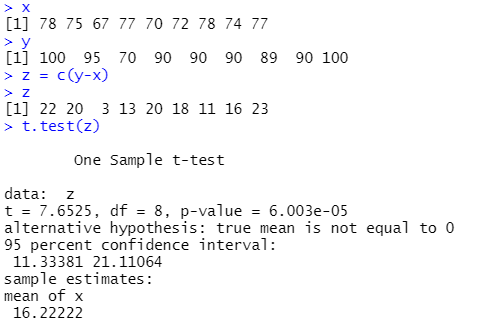 > x
[1] 78 75 67 77 70 72 78 74 77
> y
[1] 100  95  70  90  90  90  89  90 100
> z = c(y-x)
> z
[1] 22 20  3 13 20 18 11 16 23
> t.test(z)
One Sample t-test
data:  z
t = 7.6525, df = 8, p-value = 6.003e-05
alternative hypothesis: true mean is not equal to 0
95 percent confidence interval:
11.33381 21.11064
sample estimates:
mean of x
16.22222